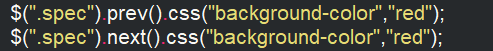 $(".spec").prev().css("background-color","red");
$(".spec").next().css("background-color","red");